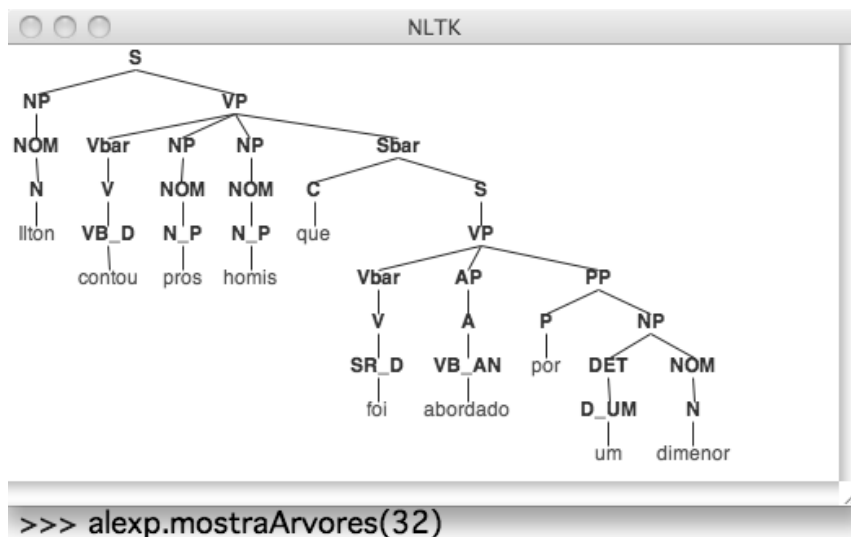 NLTK
S
NP VP
NOM Vbar NP NP Sbar
N V NOM NOM C S
Ilton VB_D N_P N_P que VP
contou pros homis Vbar AP PP
V A P NP
SR_D VB_AN por DET NOM
foi abordado D_UM N
um dimenor
>>> alexp.mostraArvores(32)